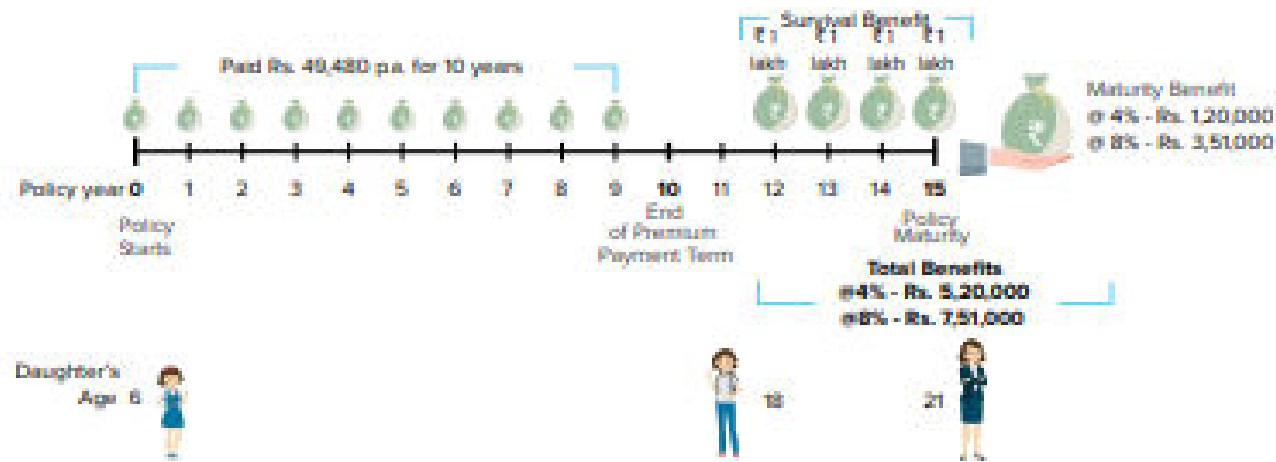 Survival Benefit
₹1 ₹1 ₹1 ₹1
lakh lakh lakh lakh
Paid Rs. 49,480 p.a. for 10 years
Maturity Benefit
@ 4% - Rs. 1,20,000
@ 8% - Rs. 3,51,000
Policy year 0 1 2 3 4 5 6 7 8 9 10 11 12 13 14 15
Policy
Starts
End
of Premium
Payment Term
Policy
Maturity
Total Benefits
@4% - Rs. 5,20,000
@8% - Rs. 7,51,000
Daughter's
Age 6
18
21